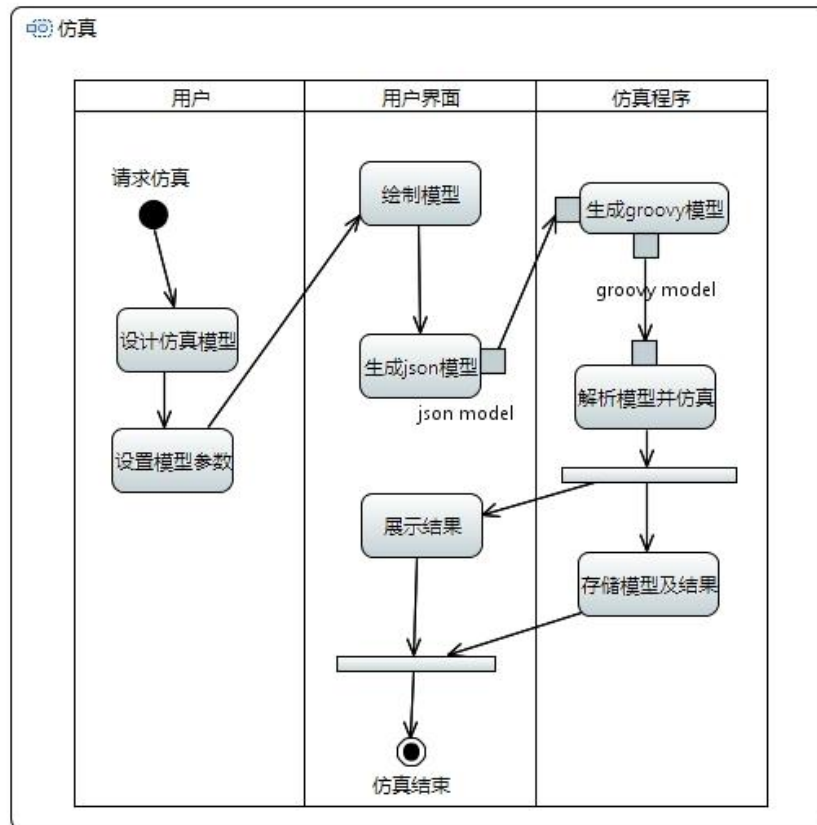 仿真
用户
用户界面
仿真程序
请求仿真
绘制模型
生成groovy模型
groovy model
设计仿真模型
生成json模型
json model
解析模型并仿真
设置模型参数
展示结果
存储模型及结果
仿真结束